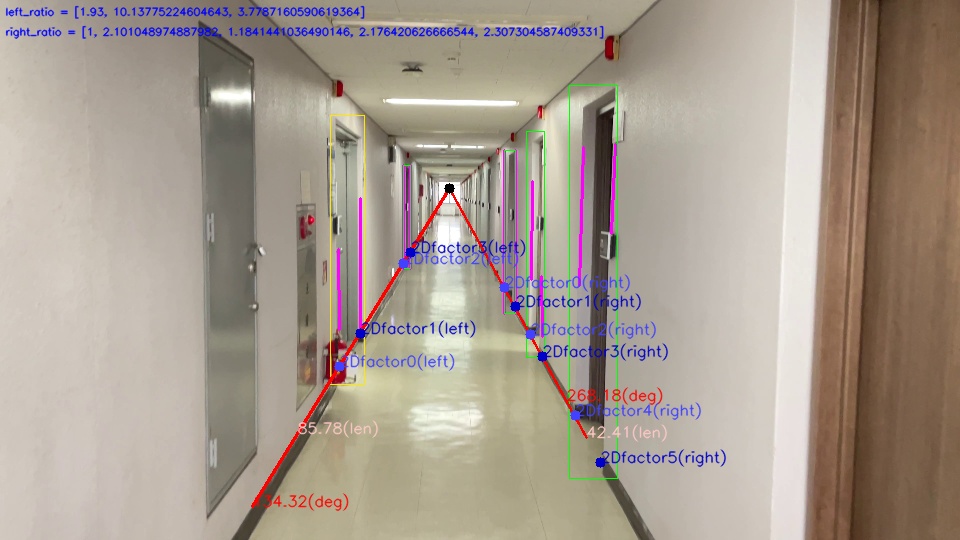 left_ratio = [1.93, 10.13775224604643, 3.7787160590619364]
right_ratio = [1, 2.101048974887982, 1.1841441036490146, 2.176420626666544, 2.307304587409331]
2Dfactor3(left)
2Dfactor2(left)
2Dfactor0(right)
2Dfactor1(right)
2Dfactor1(left)
2Dfactor2(right)
2Dfactor3(right)
2Dfactor0(left)
268.18(deg)
2Dfactor4(right)
85.78(len)
42.41(len)
2Dfactor5(right)
34.32(deg)